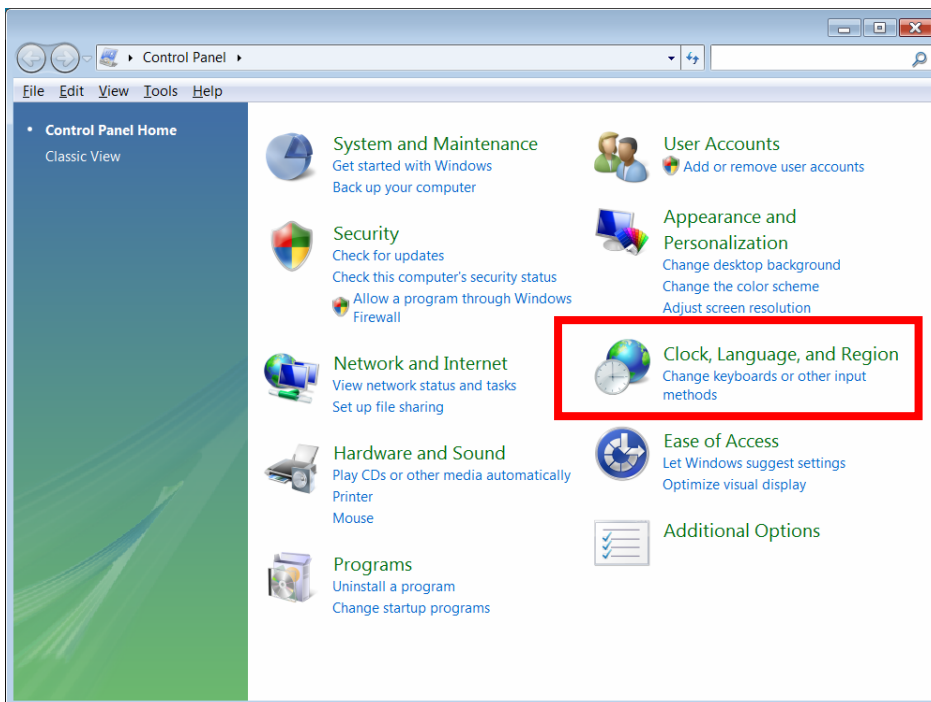 Control Panel
File Edit View Tools Help
Control Panel Home
Classic View
System and Maintenance
Get started with Windows
Back up your computer
Security
Check for updates
Check this computer's security status
Allow a program through Windows
Firewall
Network and Internet
View network status and tasks
Set up file sharing
Hardware and Sound
Play CDs or other media automatically
Printer
Mouse
Programs
Uninstall a program
Change startup programs
User Accounts
Add or remove user accounts
Appearance and
Personalization
Change desktop background
Change the color scheme
Adjust screen resolution
Clock, Language, and Region
Change keyboards or other input
methods
Ease of Access
Let Windows suggest settings
Optimize visual display
Additional Options